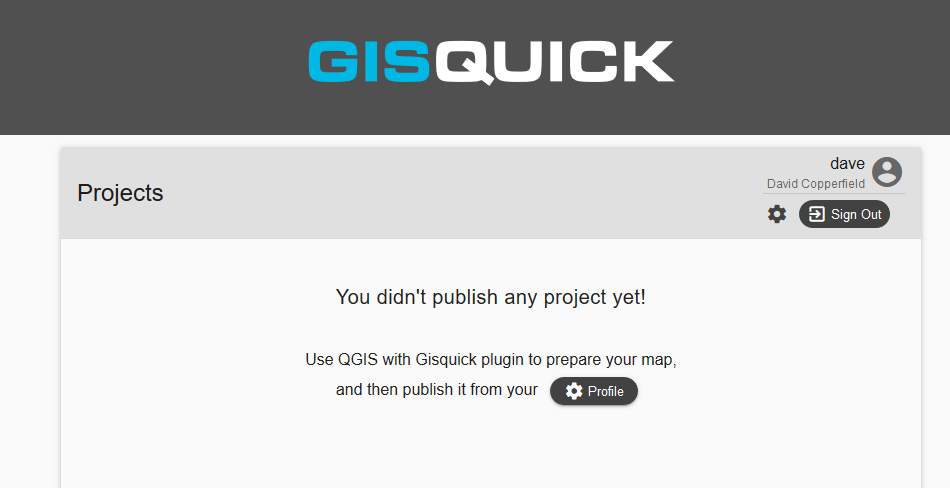 GISQUICK
dave
David Copperfield
Projects
Sign Out
You didn't publish any project yet!
Use QGIS with Gisquick plugin to prepare your map,
and then publish it from your Profile